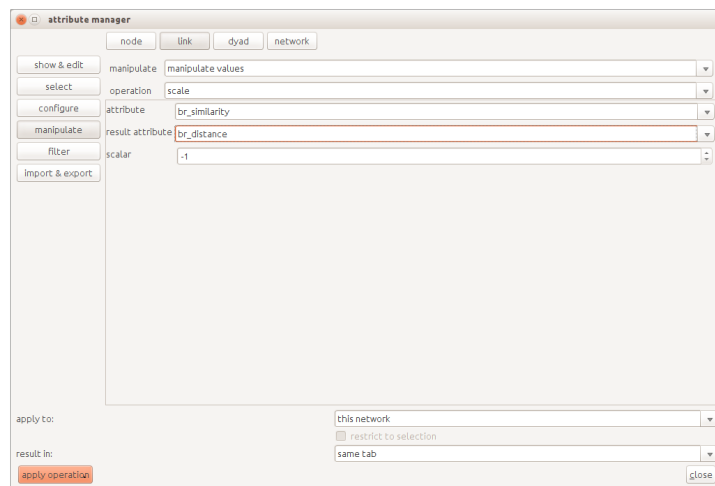 attribute manager
node link dyad network
show & edit
select
configure
manipulate
filter
import & export
manipulate manipulate values
operation scale
attribute br_similarity
result attribute br_distance
scalar -1
apply to: this network
restrict to selection
result in: same tab
apply operation close